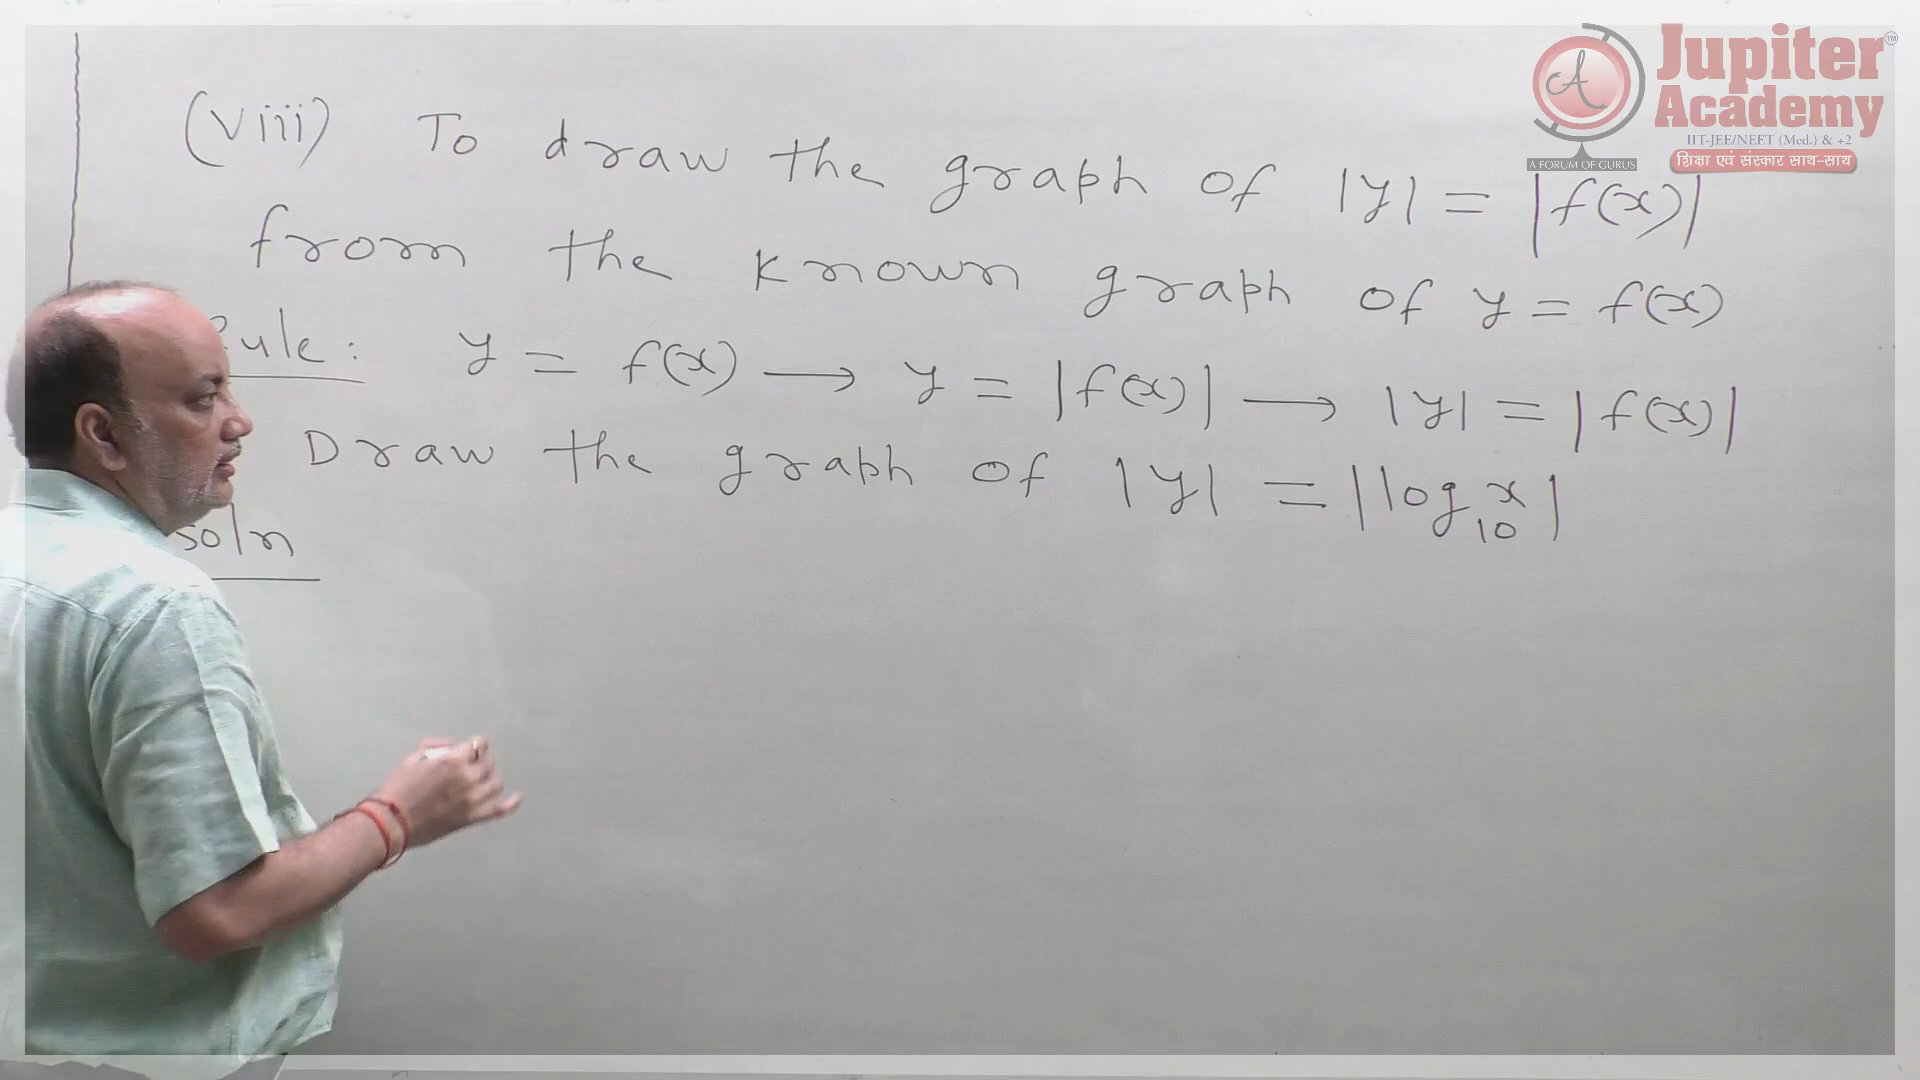 Jupiter Academy™
IIT-JEE/NEET (Med.) & +2
A FORUM OF GURUS
शिक्षा एवं संस्कार साथ-साथ
(viii) To draw the graph of |y| = |f(x)|
from the known graph of y = f(x)
Rule: y = f(x) → y = |f(x)| → |y| = |f(x)|
Draw the graph of |y| = |log₁₀ x|
Soln